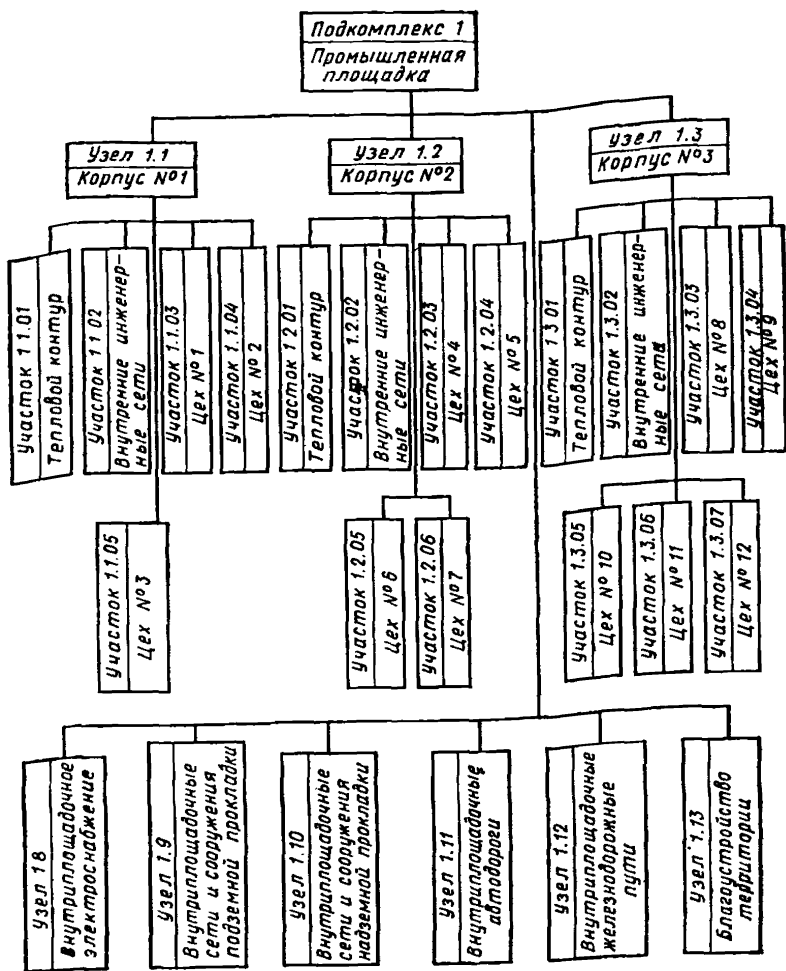 Подкомплекс 1
Промышленная
площадка
Узел 1.1
Корпус №1
Узел 1.2
Корпус №2
Узел 1.3
Корпус №3
Участок 1 1.01
Тепловой контур
Участок 1 1 02
Внутренние инженер-
ные сети
Участок 1.1.03
Цех №1
Участок 1.1.04
Цех №2
Участок 1.2 01
Тепловой контур
Участок 1.2.02
Внутренние инженер-
ные сети
Участок 1.2.03
Цех №4
Участок 1.2.04
Цех №5
Участок 1 3 01
Тепловой контур
Участок 1.3.02
Внутренние инженер-
ные сети
Участок 1.3.03
Цех №8
Участок 1.3.04
Цех №9
Участок 1.1.05
Цех №3
Участок 1.2.05
Цех №6
Участок 1.2.06
Цех №7
Участок 1.3.05
Цех №10
Участок 1.3.06
Цех №11
Участок 1.3.07
Цех №12
Узел 1 8
Внутриплощадочное
электроснабжение
Узел 1.9
Внутриплощадочные
сети и сооружения
подземной прокладки
Узел 1.10
Внутриплощадочные
сети и сооружения
надземной прокладки
Узел 1.11
Внутриплощадочные
автодороги
Узел 1.12
Внутриплощадочные
железнодорожные
пути
Узел 1.13
Благоустройство
территории